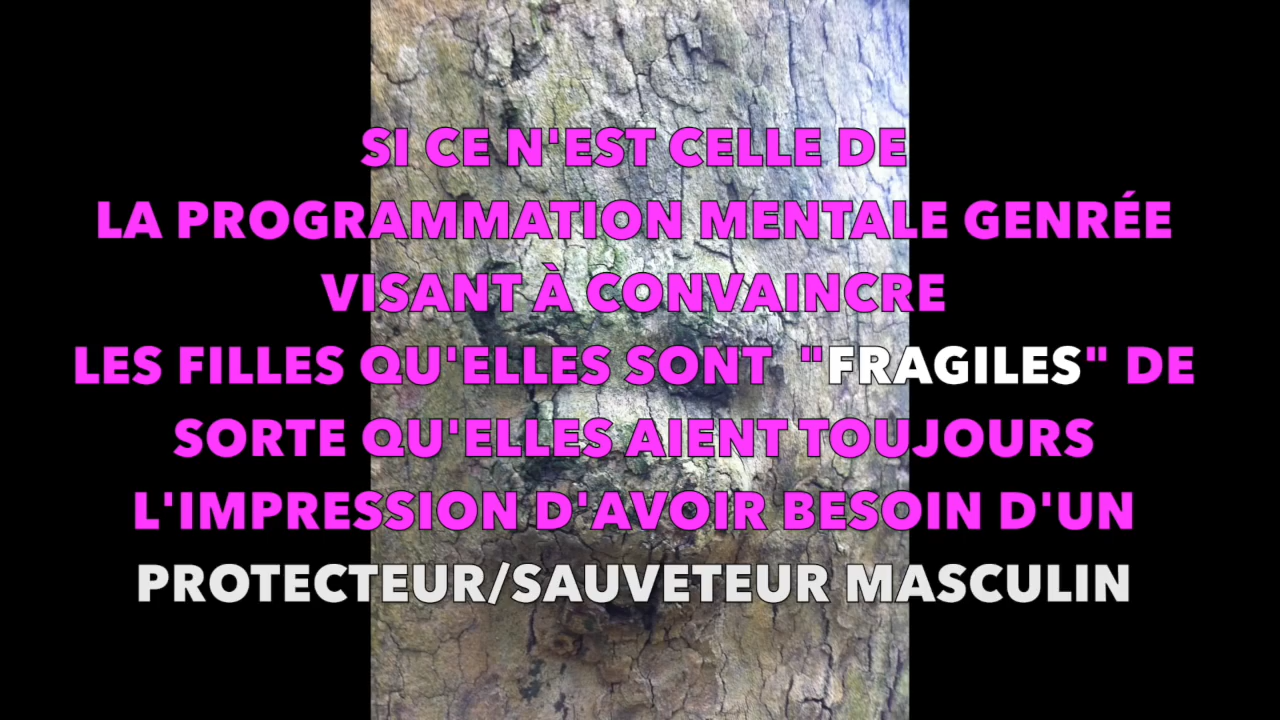 SI CE N'EST CELLE DE
LA PROGRAMMATION MENTALE GENRÉE
VISANT À CONVAINCRE
LES FILLES QU'ELLES SONT "FRAGILES" DE
SORTE QU'ELLES AIENT TOUJOURS
L'IMPRESSION D'AVOIR BESOIN D'UN
PROTECTEUR/SAUVETEUR MASCULIN